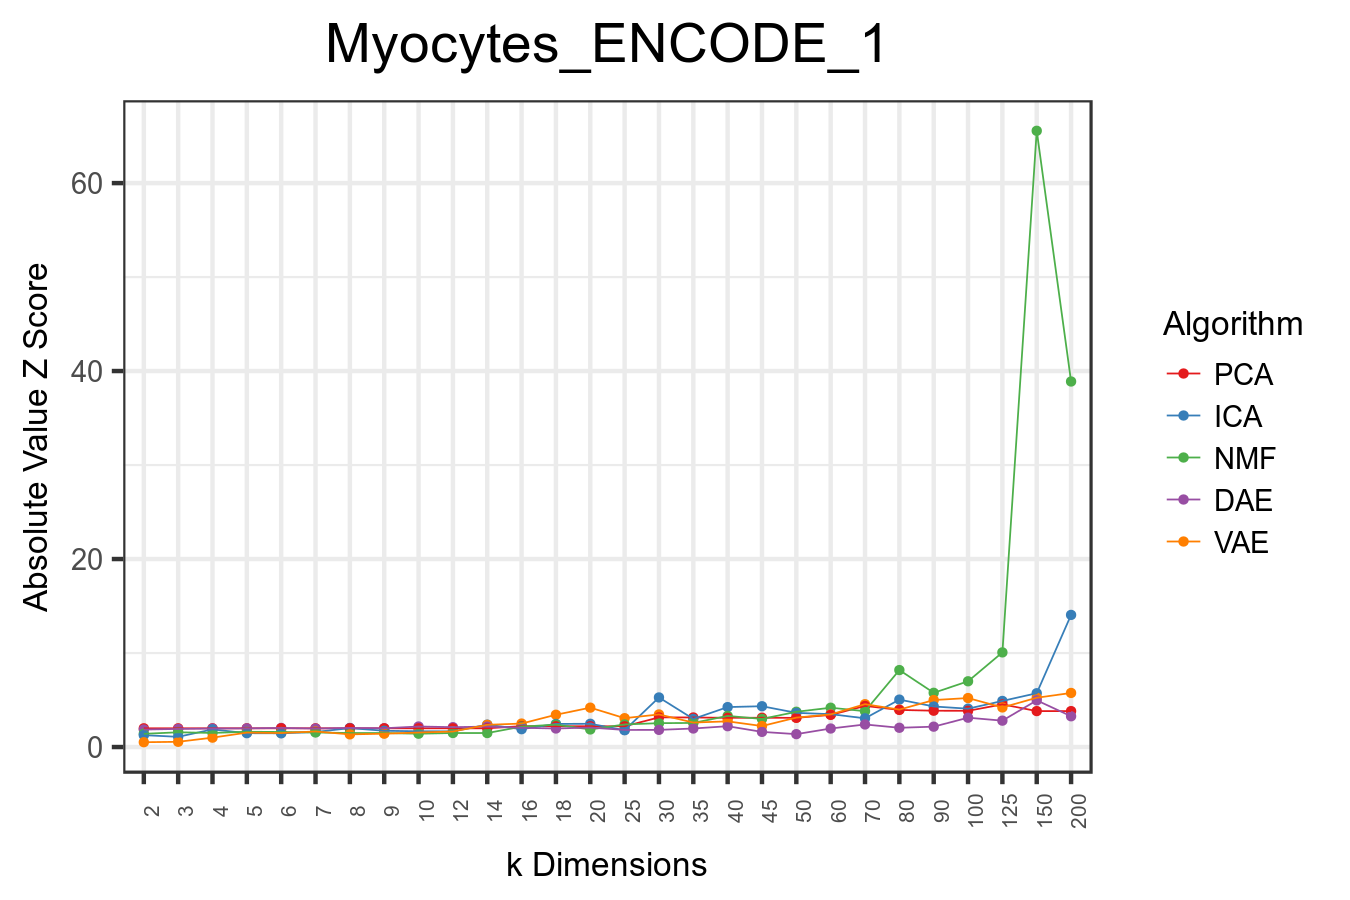 Myocytes_ENCODE_1
Absolute Value Z Score
60
40
20
0
2 3 4 5 6 7 8 9 10 12 14 16 18 20 25 30 35 40 45 50 60 70 80 90 100 125 150 200
k Dimensions
Algorithm
PCA
ICA
NMF
DAE
VAE